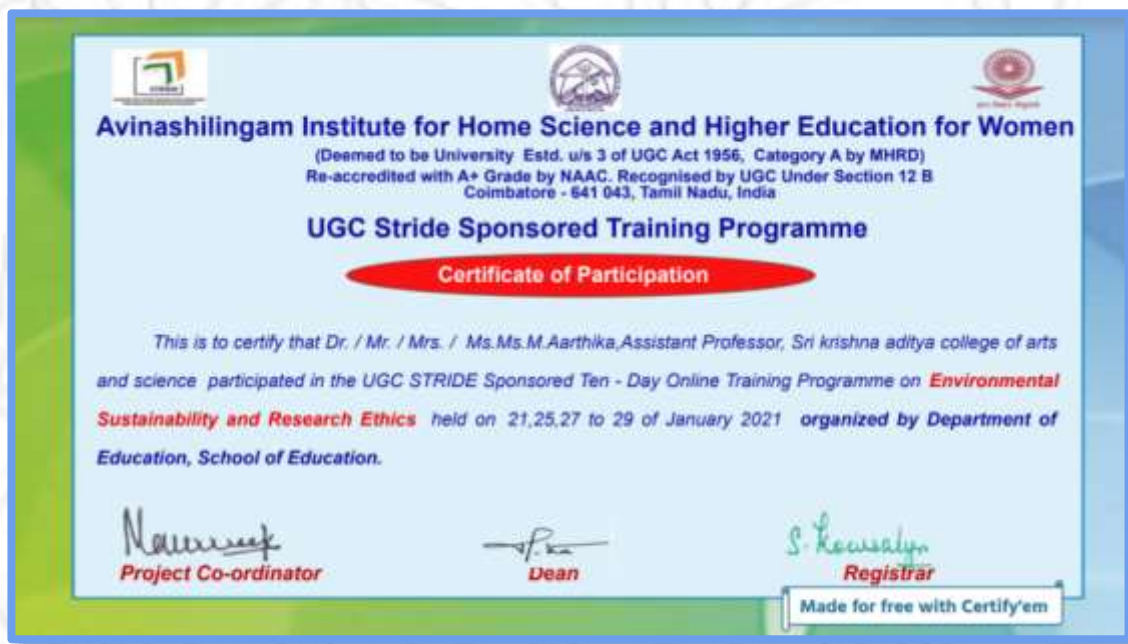 Avinashilingam Institute for Home Science and Higher Education for Women
(Deemed to be University Estd. u/s 3 of UGC Act 1956, Category A by MHRD)
Re-accredited with A+ Grade by NAAC. Recognised by UGC Under Section 12 B
Coimbatore - 641 043, Tamil Nadu, India
UGC Stride Sponsored Training Programme
Certificate of Participation
This is to certify that Dr. / Mr. / Mrs. / Ms.Ms.M.Aarthika,Assistant Professor, Sri krishna aditya college of arts
and science participated in the UGC STRIDE Sponsored Ten - Day Online Training Programme on Environmental
Sustainability and Research Ethics held on 21,25,27 to 29 of January 2021 organized by Department of
Education, School of Education.
S. Kowsalya
Project Co-ordinator
Dean
Registrar
Made for free with Certify'em